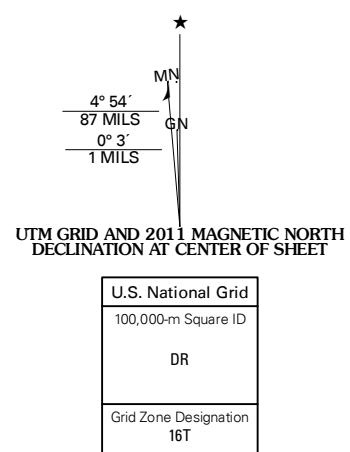 ★
MN
4° 54´
87 MILS
GN
0° 3´
1 MILS
UTM GRID AND 2011 MAGNETIC NORTH
DECLINATION AT CENTER OF SHEET
U.S. National Grid
100,000-m Square ID
DR
Grid Zone Designation
16T